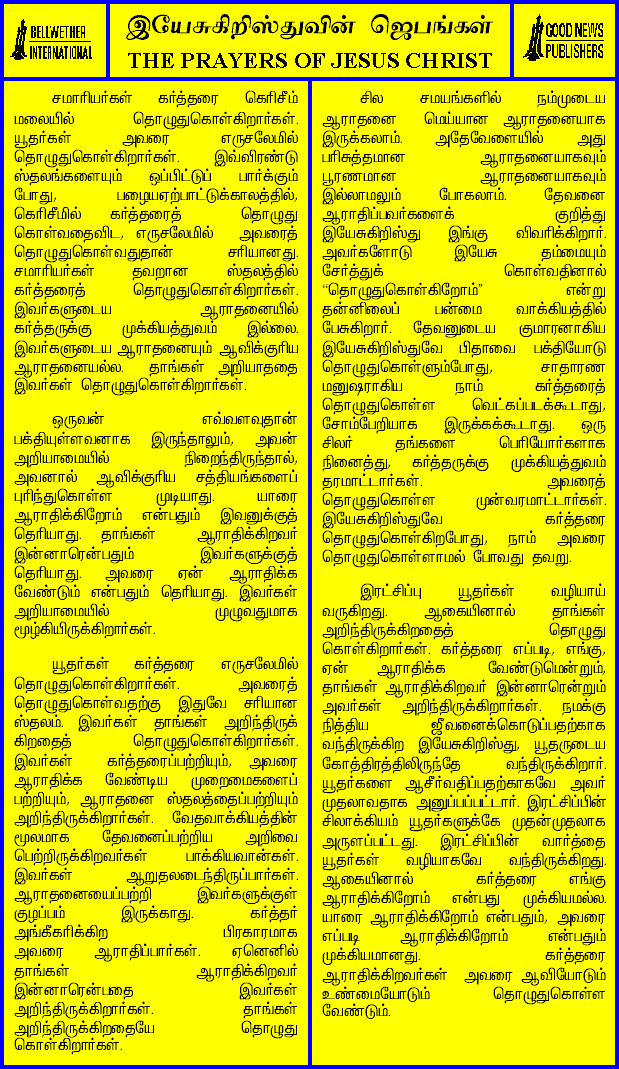 BELLWETHER
INTERNATIONAL
இயேசுகிறிஸ்துவின் ஜெபங்கள்
THE PRAYERS OF JESUS CHRIST
GOOD NEWS
PUBLISHERS
சமாரியர்கள் கர்த்தரை கெரிசீம்
மலையில் தொழுதுகொள்கிறார்கள்.
யூதர்கள் அவரை எருசலேமில்
தொழுதுகொள்கிறார்கள். இவ்விரண்டு
ஸ்தலங்களையும் ஒப்பிட்டுப் பார்க்கும்
போது, பழையஏற்பாட்டுக்காலத்தில்,
கெரிசீமில் கர்த்தரைத் தொழுது
கொள்வதைவிட, எருசலேமில் அவரைத்
தொழுதுகொள்வதுதான் சரியானது.
சமாரியர்கள் தவறான ஸ்தலத்தில்
கர்த்தரைத் தொழுதுகொள்கிறார்கள்.
இவர்களுடைய ஆராதனையில்
கர்த்தருக்கு முக்கியத்துவம் இல்லை.
இவர்களுடைய ஆராதனையும் ஆவிக்குரிய
ஆராதனையல்ல. தாங்கள் அறியாததை
இவர்கள் தொழுதுகொள்கிறார்கள்.
ஒருவன் எவ்வளவுதான்
பக்தியுள்ளவனாக இருந்தாலும், அவன்
அறியாமையில் நிறைந்திருந்தால்,
அவனால் ஆவிக்குரிய சத்தியங்களைப்
புரிந்துகொள்ள முடியாது. யாரை
ஆராதிக்கிறோம் என்பதும் இவனுக்குத்
தெரியாது. தாங்கள் ஆராதிக்கிறவர்
இன்னாரென்பதும் இவர்களுக்குத்
தெரியாது. அவரை ஏன் ஆராதிக்க
வேண்டும் என்பதும் தெரியாது. இவர்கள்
அறியாமையில் முழுவதுமாக
மூழ்கியிருக்கிறார்கள்.
யூதர்கள் கர்த்தரை எருசலேமில்
தொழுதுகொள்கிறார்கள். அவரைத்
தொழுதுகொள்வதற்கு இதுவே சரியான
ஸ்தலம். இவர்கள் தாங்கள் அறிந்திருக்
கிறதைத் தொழுதுகொள்கிறார்கள்.
இவர்கள் கர்த்தரைப்பற்றியும், அவரை
ஆராதிக்க வேண்டிய முறைமைகளைப்
பற்றியும், ஆராதனை ஸ்தலத்தைப்பற்றியும்
அறிந்திருக்கிறார்கள். வேதவாக்கியத்தின்
மூலமாக தேவனைப்பற்றிய அறிவை
பெற்றிருக்கிறவர்கள் பாக்கியவான்கள்.
இவர்கள் ஆறுதலடைந்திருப்பார்கள்.
ஆராதனையைப்பற்றி இவர்களுக்குள்
குழப்பம் இருக்காது. கர்த்தர்
அங்கீகரிக்கிற பிரகாரமாக
அவரை ஆராதிப்பார்கள். ஏனெனில்
தாங்கள் ஆராதிக்கிறவர்
இன்னாரென்பதை இவர்கள்
அறிந்திருக்கிறார்கள். தாங்கள்
அறிந்திருக்கிறதையே தொழுது
கொள்கிறார்கள்.
சில சமயங்களில் நம்முடைய
ஆராதனை மெய்யான ஆராதனையாக
இருக்கலாம். அதேவேளையில் அது
பரிசுத்தமான ஆராதனையாகவும்
பூரணமான ஆராதனையாகவும்
இல்லாமலும் போகலாம். தேவனை
ஆராதிப்பவர்களைக் குறித்து
இயேசுகிறிஸ்து இங்கு விவரிக்கிறார்.
அவர்களோடு இயேசு தம்மையும்
சேர்த்துக் கொள்வதினால்
“தொழுதுகொள்கிறோம்” என்று
தன்னிலைப் பன்மை வாக்கியத்தில்
பேசுகிறார். தேவனுடைய குமாரனாகிய
இயேசுகிறிஸ்துவே பிதாவை பக்தியோடு
தொழுதுகொள்ளும்போது, சாதாரண
மனுஷராகிய நாம் கர்த்தரைத்
தொழுதுகொள்ள வெட்கப்படக்கூடாது,
சோம்பேறியாக இருக்கக்கூடாது. ஒரு
சிலர் தங்களை பெரியோர்களாக
நினைத்து, கர்த்தருக்கு முக்கியத்துவம்
தரமாட்டார்கள். அவரைத்
தொழுதுகொள்ள முன்வரமாட்டார்கள்.
இயேசுகிறிஸ்துவே கர்த்தரை
தொழுதுகொள்கிறபோது, நாம் அவரை
தொழுதுகொள்ளாமல் போவது தவறு.
இரட்சிப்பு யூதர்கள் வழியாய்
வருகிறது. ஆகையினால் தாங்கள்
அறிந்திருக்கிறதைத் தொழுது
கொள்கிறார்கள். கர்த்தரை எப்படி, எங்கு,
ஏன் ஆராதிக்க வேண்டுமென்றும்,
தாங்கள் ஆராதிக்கிறவர் இன்னாரென்றும்
அவர்கள் அறிந்திருக்கிறார்கள். நமக்கு
நித்திய ஜீவனைக்கொடுப்பதற்காக
வந்திருக்கிற இயேசுகிறிஸ்து, யூதருடைய
கோத்திரத்திலிருந்தே வந்திருக்கிறார்.
யூதர்களை ஆசீர்வதிப்பதற்காகவே அவர்
முதலாவதாக அனுப்பப்பட்டார். இரட்சிப்பின்
சிலாக்கியம் யூதர்களுக்கே முதன்முதலாக
அருளப்பட்டது. இரட்சிப்பின் வார்த்தை
யூதர்கள் வழியாகவே வந்திருக்கிறது.
ஆகையினால் கர்த்தரை எங்கு
ஆராதிக்கிறோம் என்பது முக்கியமல்ல.
யாரை ஆராதிக்கிறோம் என்பதும், அவரை
எப்படி ஆராதிக்கிறோம் என்பதும்
முக்கியமானது. கர்த்தரை
ஆராதிக்கிறவர்கள் அவரை ஆவியோடும்
உண்மையோடும் தொழுதுகொள்ள
வேண்டும்.